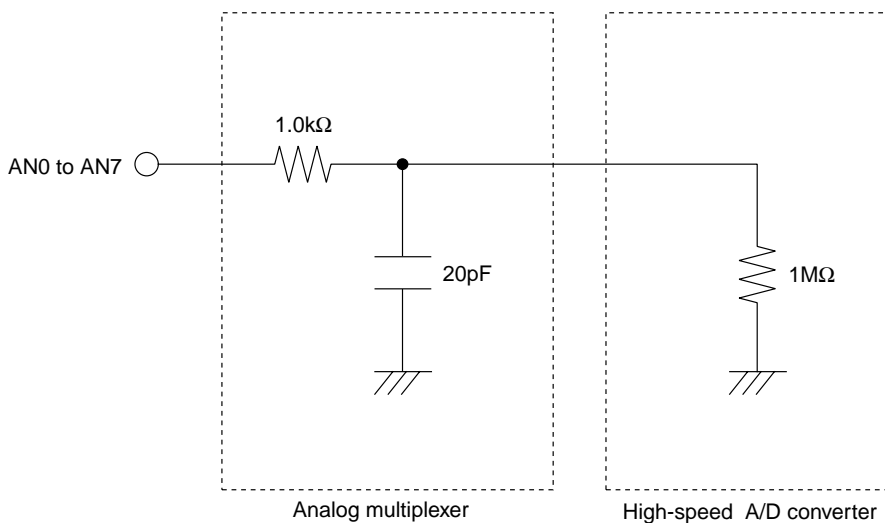 1.0kΩ
AN0 to AN7
20pF
1MΩ
Analog multiplexer
High-speed A/D converter